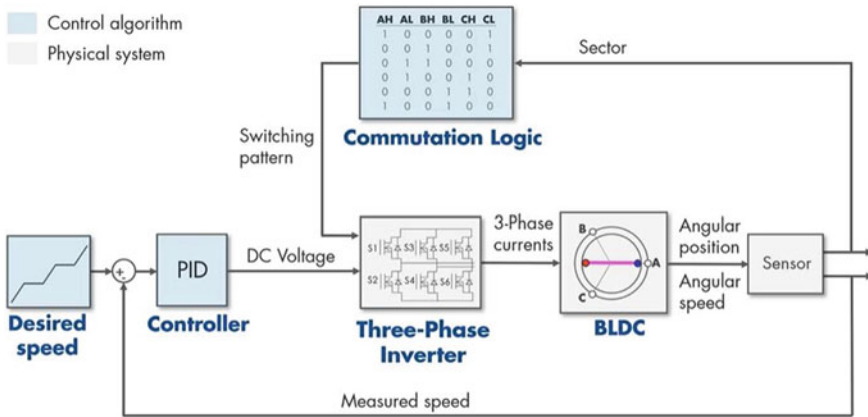 Control algorithm
Physical system
AH AL BH BL CH CL
1 0 0 0 0 1
0 0 1 0 0 1
0 1 1 0 0 0
0 1 0 0 1 0
0 0 0 1 1 0
1 0 0 1 0 0
Commutation Logic
Sector
Switching
pattern
Desired
speed
+
-
PID
Controller
DC Voltage
S1 S3 S5
S2 S4 S6
Three-Phase
Inverter
3-Phase
currents
B
A
C
BLDC
Angular
position
Angular
speed
Sensor
Measured speed